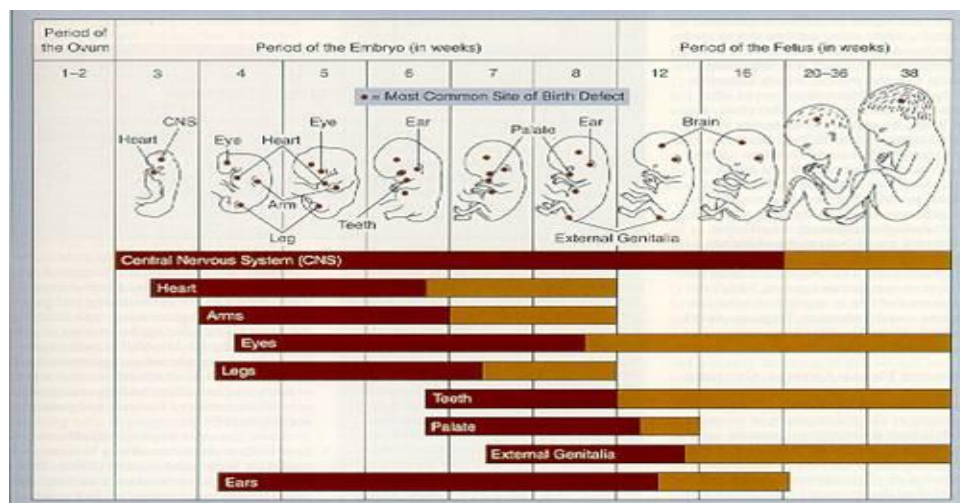 Period of
the Ovum
Period of the Embryo (in weeks)
Period of the Fetus (in weeks)
1–2 3 4 5 6 7 8 12 16 20–36 38
• = Most Common Site of Birth Defect
CNS
Heart
Eye
Heart
Eye
Ear
Palate
Ear
Brain
Arm
Leg
Teeth
External Genitalia
Central Nervous System (CNS)
Heart
Arms
Eyes
Legs
Teeth
Palate
External Genitalia
Ears